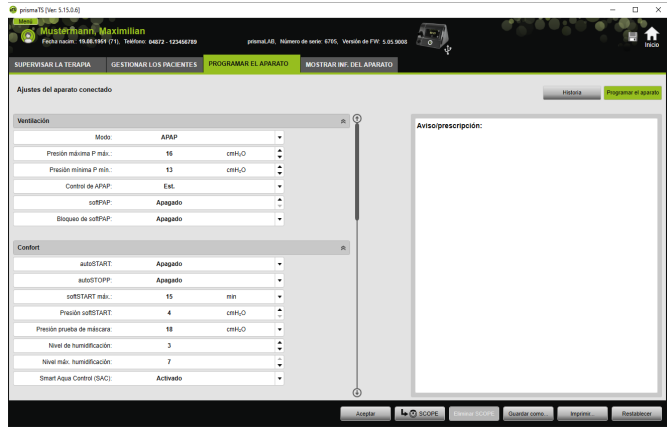 prismaTS [Ver: 5.15.0.6]
Menú
Mustermann, Maximilian
Fecha nacim.: 19.08.1951 (71), Teléfono: 04872 - 123456789
prismaLAB, Número de serie: 6705, Versión de FW: 5.05.9008
Inicio
SUPERVISAR LA TERAPIA GESTIONAR LOS PACIENTES PROGRAMAR EL APARATO MOSTRAR INF. DEL APARATO
Ajustes del aparato conectado
Historia Programar el aparato
Ventilación
Modo: APAP
Presión máxima P máx.: 16 cmH₂O
Presión mínima P mín.: 13 cmH₂O
Control de APAP: Est.
softPAP: Apagado
Bloqueo de softPAP: Apagado
Confort
autoSTART: Apagado
autoSTOPP: Apagado
softSTART máx.: 15 min
Presión softSTART: 4 cmH₂O
Presión prueba de máscara: 18 cmH₂O
Nivel de humidificación: 3
Nivel máx. humidificación: 7
Smart Aqua Control (SAC): Activado
Aviso/prescripción:
Aceptar SCOPE Eliminar SCOPE Guardar como... Imprimir... Restablecer